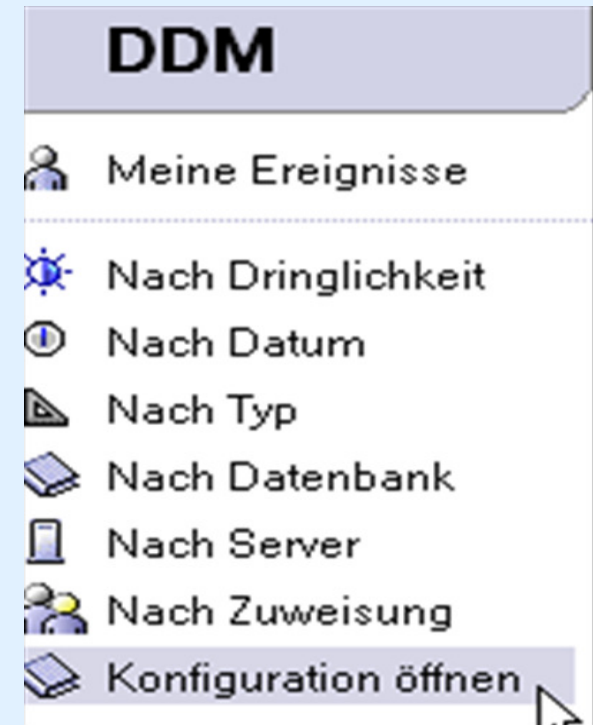 DDM
Meine Ereignisse
Nach Dringlichkeit
Nach Datum
Nach Typ
Nach Datenbank
Nach Server
Nach Zuweisung
Konfiguration öffnen